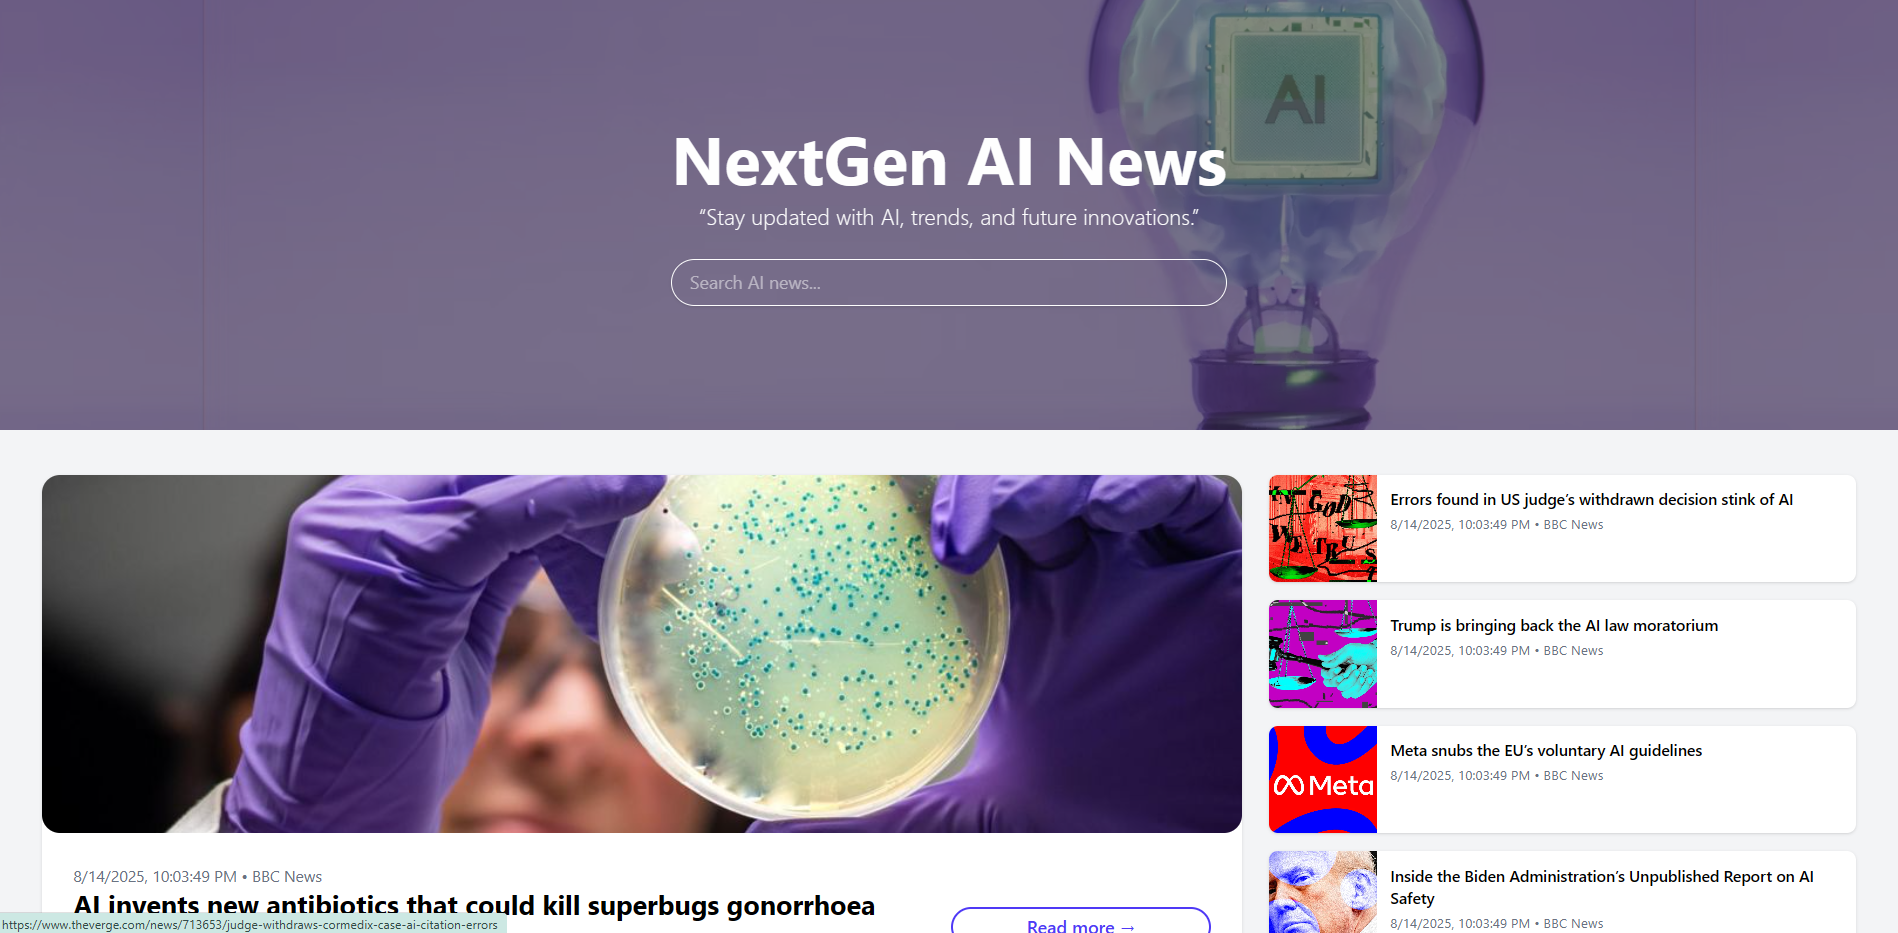 AI
NextGen AI News
“Stay updated with AI, trends, and future innovations.”
Search AI news...
8/14/2025, 10:03:49 PM • BBC News
AI invents new antibiotics that could kill superbugs gonorrhoea
Read more →
GOD
WE TRUS
Errors found in US judge’s withdrawn decision stink of AI
8/14/2025, 10:03:49 PM • BBC News
Trump is bringing back the AI law moratorium
8/14/2025, 10:03:49 PM • BBC News
Meta
Meta snubs the EU’s voluntary AI guidelines
8/14/2025, 10:03:49 PM • BBC News
Inside the Biden Administration’s Unpublished Report on AI
Safety
8/14/2025, 10:03:49 PM • BBC News
https://www.theverge.com/news/713653/judge-withdraws-cormedix-case-ai-citation-errors